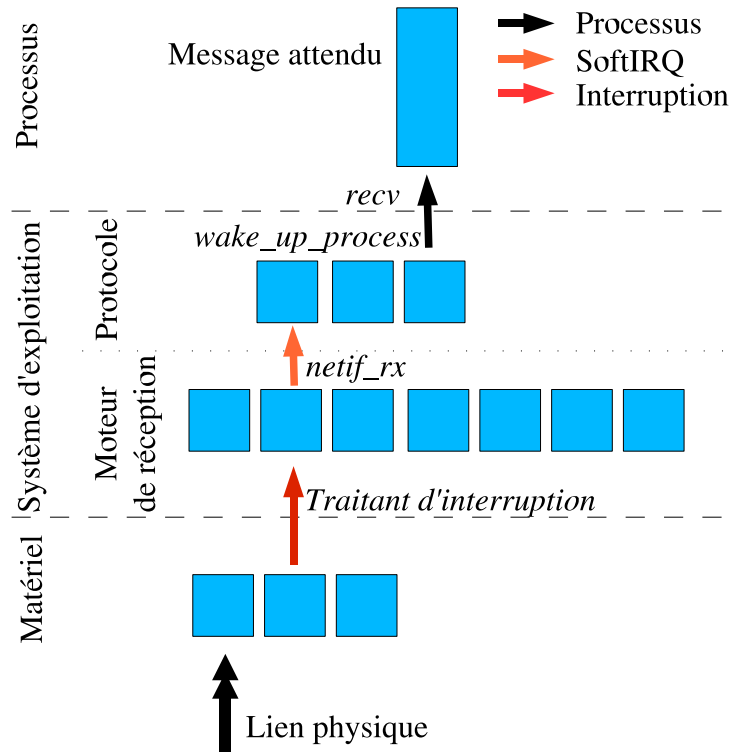 Message attendu
Processus
SoftIRQ
Interruption
Processus
recv
wake_up_process
Système d'exploitation
Protocole
netif_rx
Moteur
de réception
Traitant d'interruption
Matériel
Lien physique